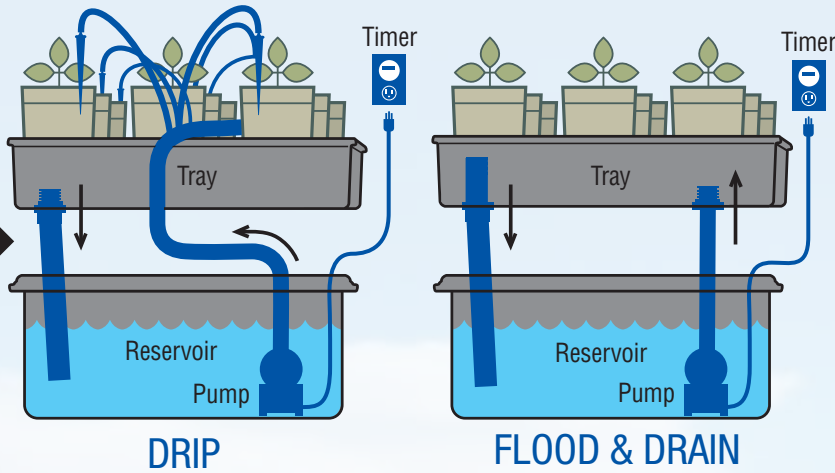 Timer
Tray
Reservoir
Pump
DRIP
Timer
Tray
Reservoir
Pump
FLOOD & DRAIN